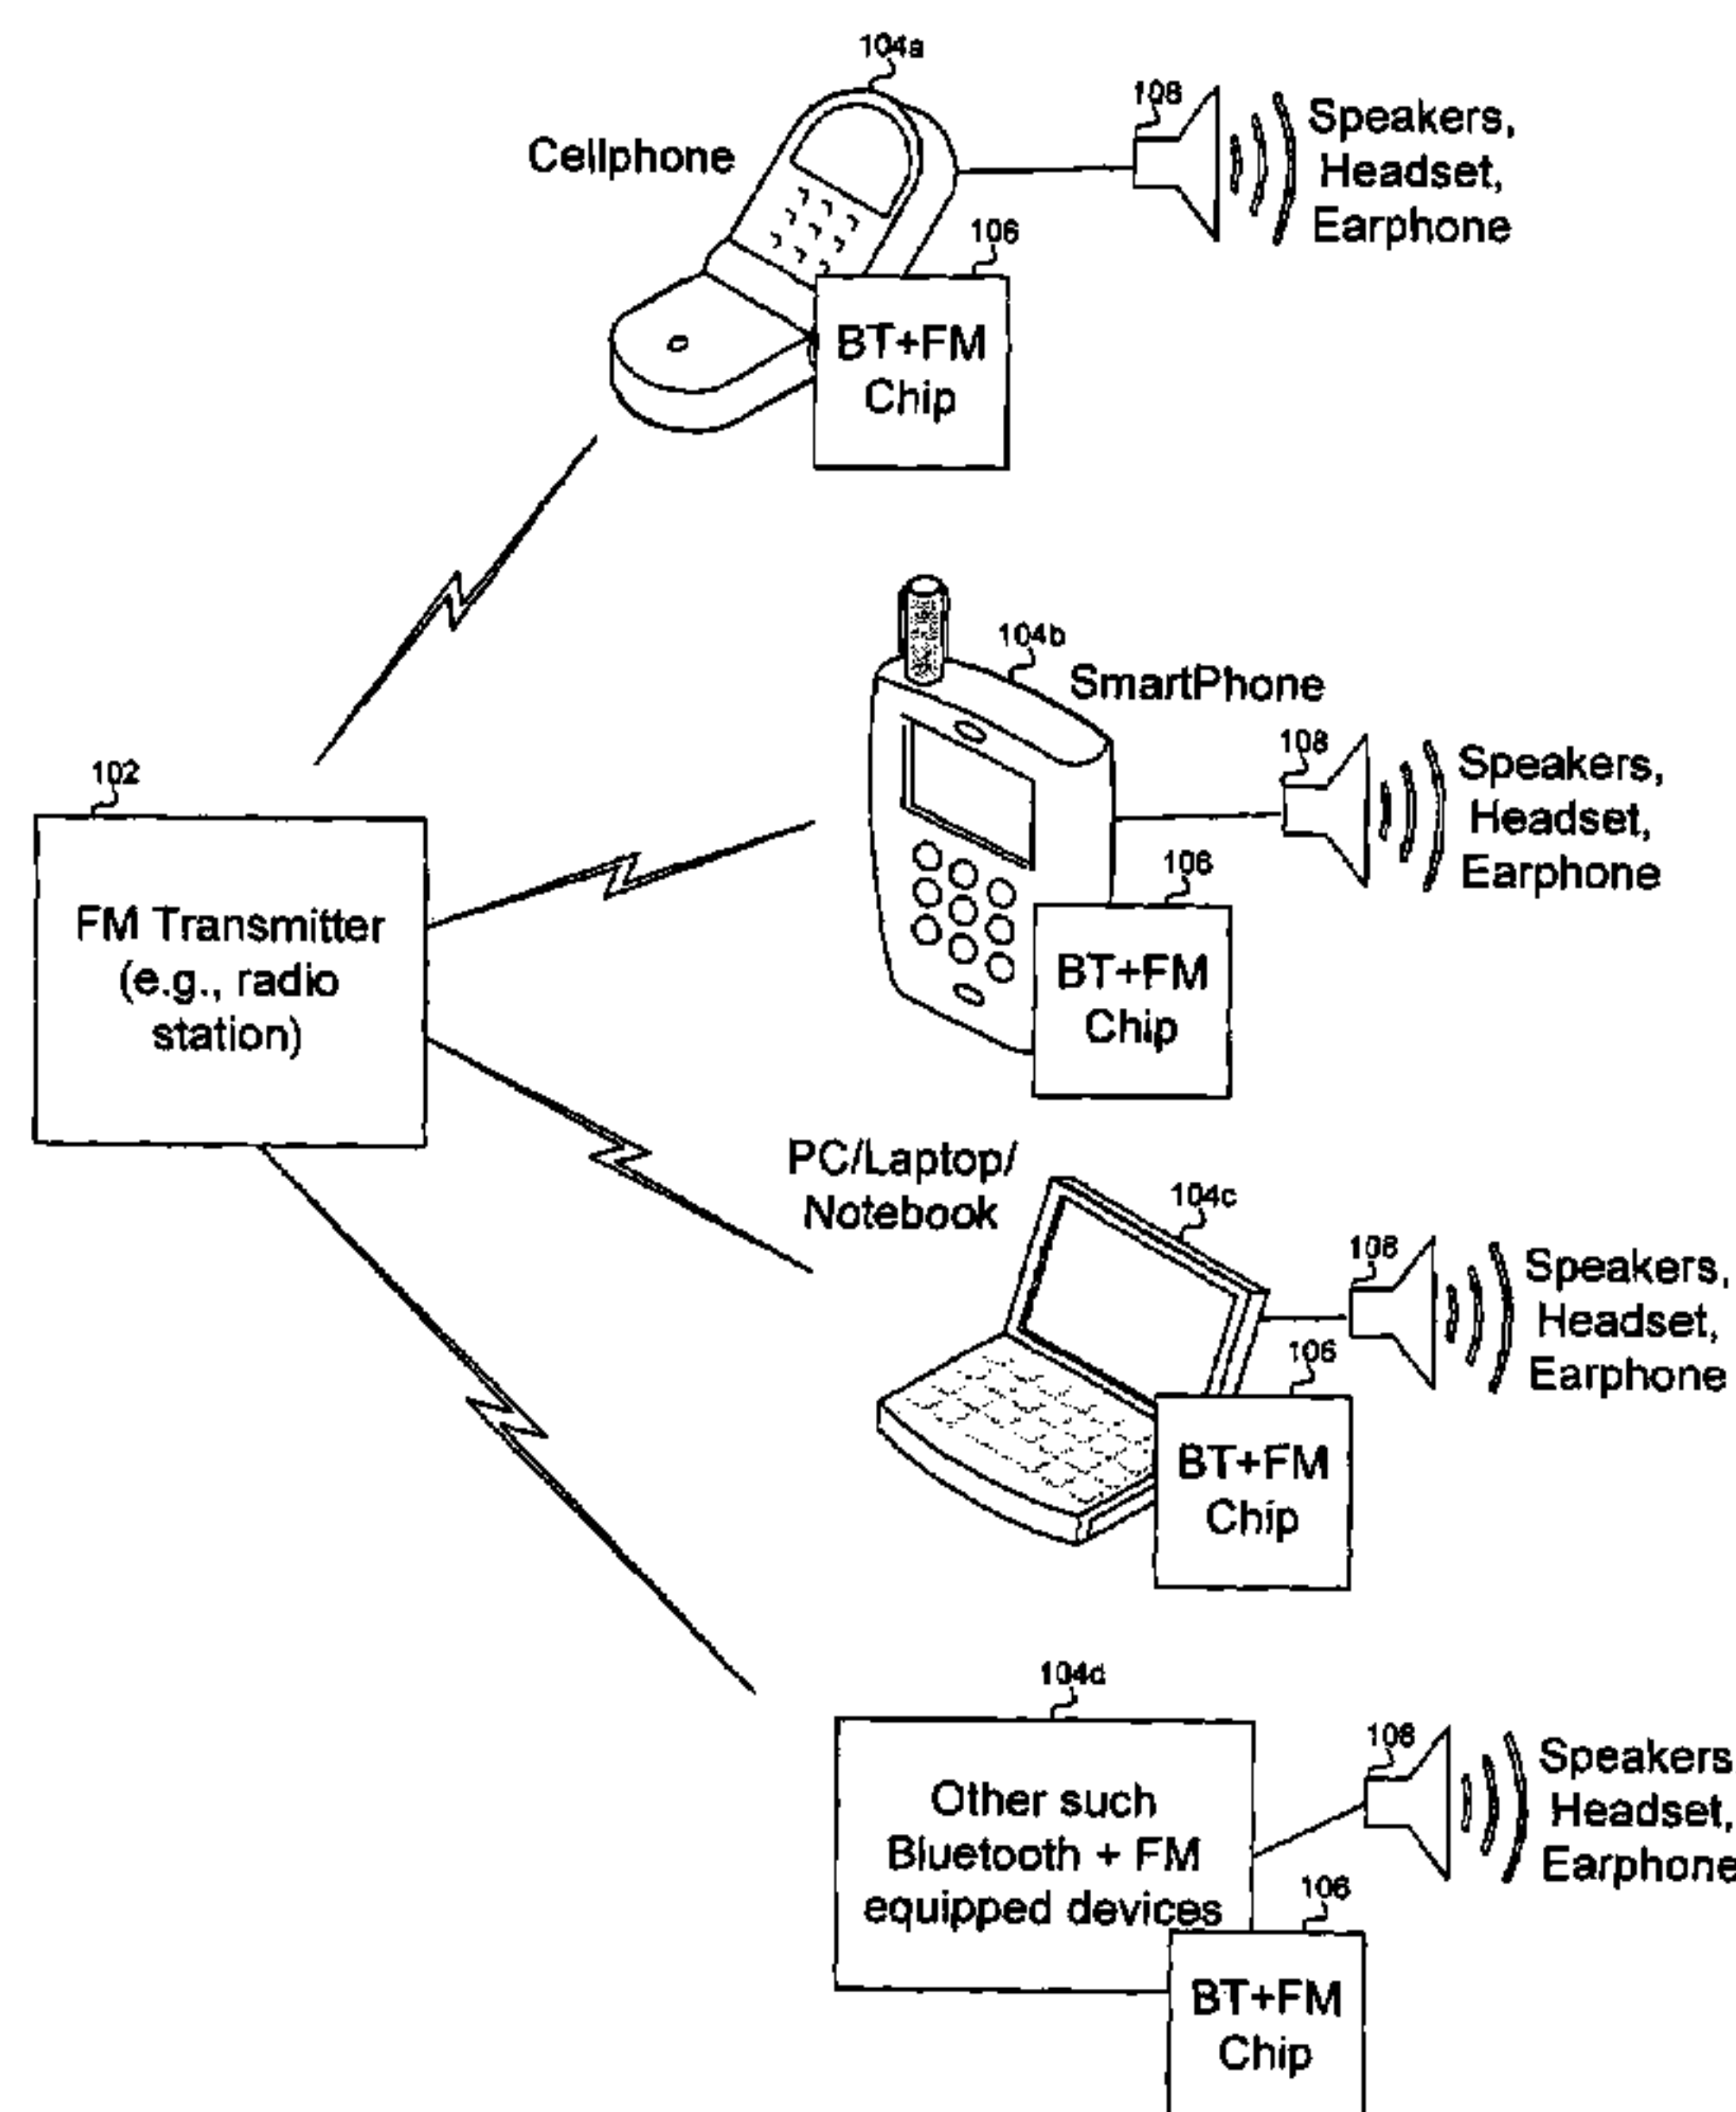 104a
Cellphone
108
Speakers,
Headset,
Earphone
106
BT+FM
Chip
104b
SmartPhone
108
Speakers,
Headset,
Earphone
106
BT+FM
Chip
102
FM Transmitter
(e.g., radio
station)
PC/Laptop/
Notebook
104c
108
Speakers,
Headset,
Earphone
106
BT+FM
Chip
104d
Other such
Bluetooth + FM
equipped devices
108
Speakers
Headset,
Earphone
106
BT+FM
Chip